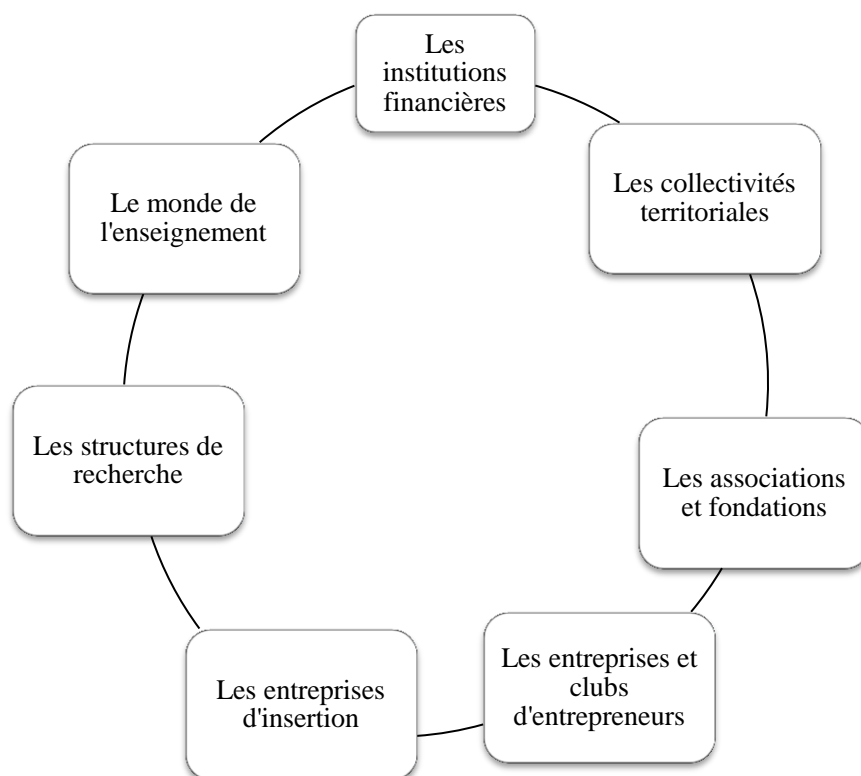 Les
institutions
financières
Les collectivités
territoriales
Les associations
et fondations
Les entreprises et
clubs
d'entrepreneurs
Les entreprises
d'insertion
Les structures de
recherche
Le monde de
l'enseignement